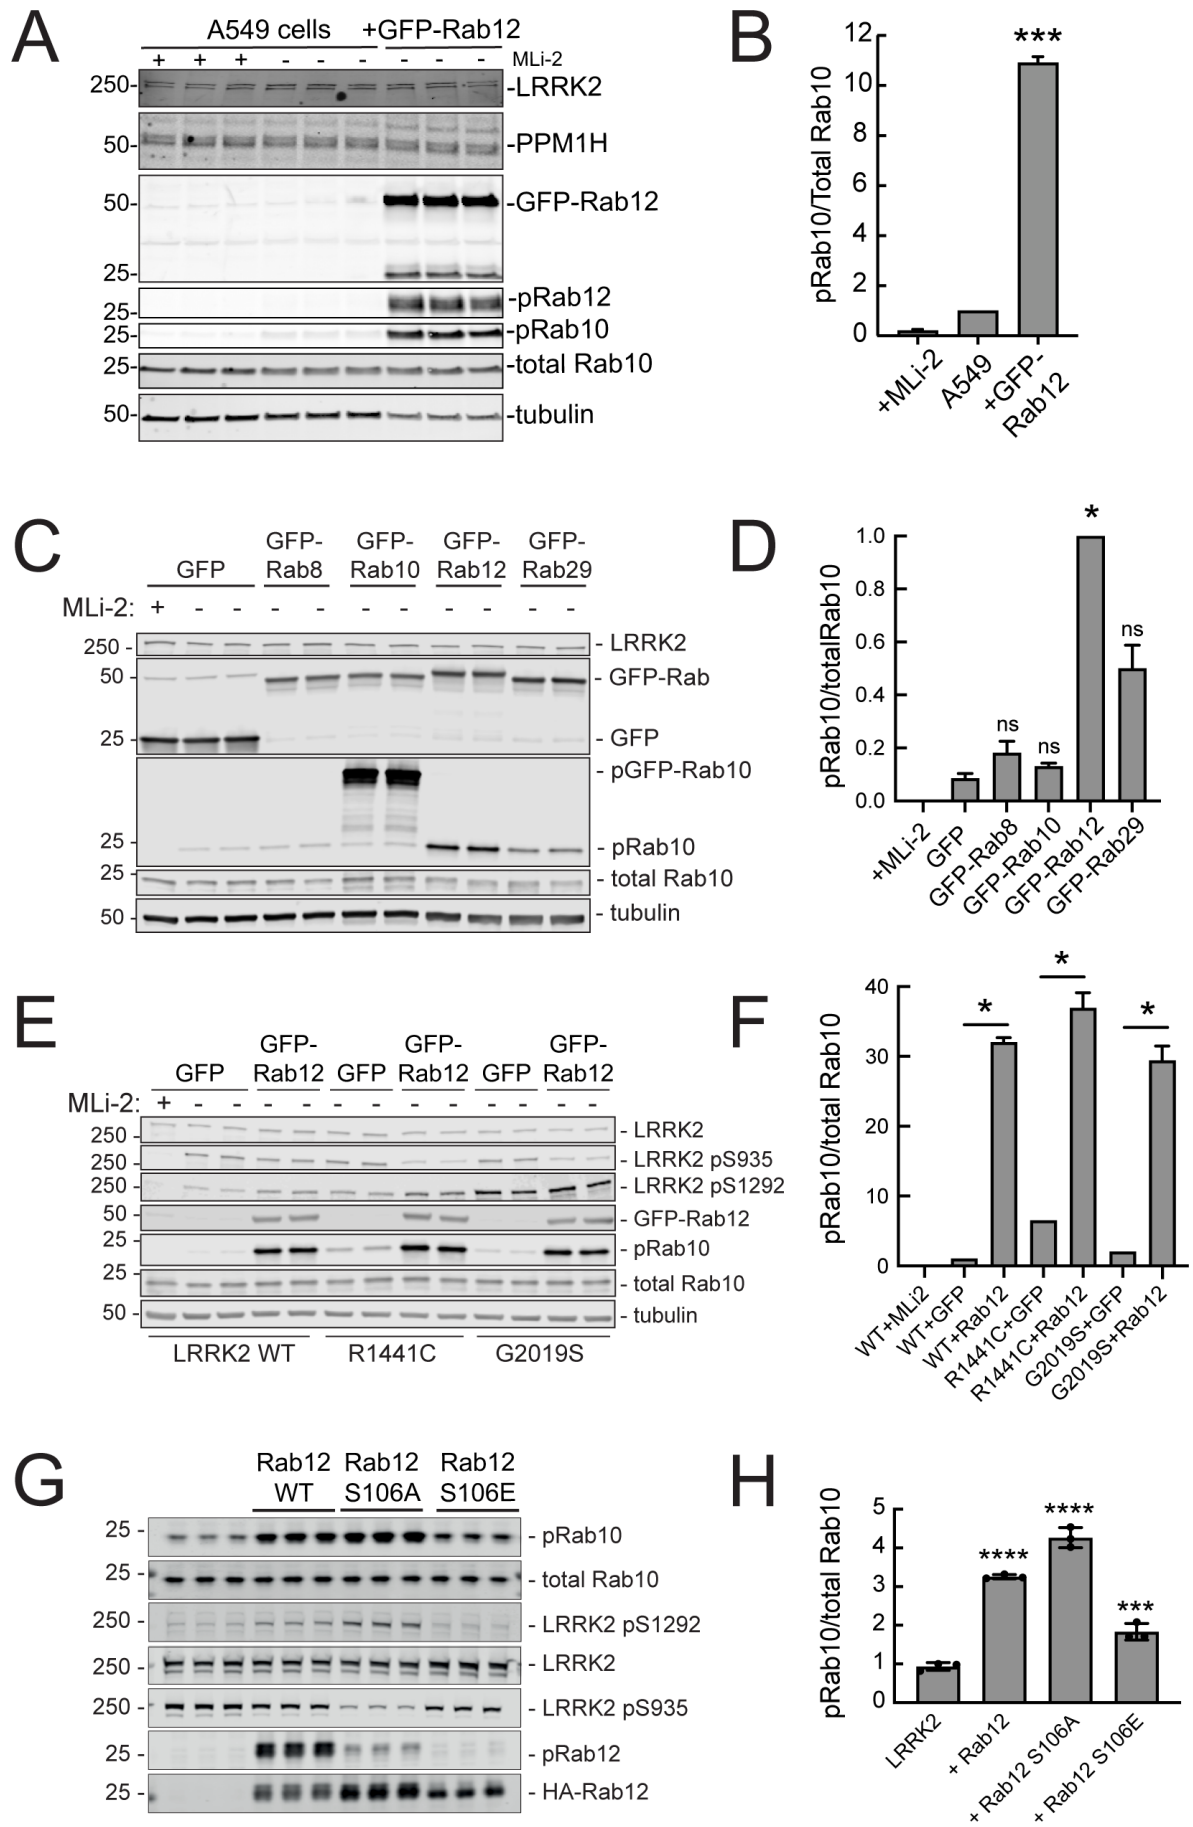 A
A549 cells +GFP-Rab12
+ + + - - - - - - MLi-2
250- -LRRK2
50- -PPM1H
50- -GFP-Rab12
25-
25- -pRab12
25- -pRab10
25- -total Rab10
50- -tubulin
B
pRab10/Total Rab10
12
10
8
6
4
2
0
***
+MLi-2
A549
+GFP-
Rab12
C
GFP
GFP-
Rab8
GFP-
Rab10
GFP-
Rab12
GFP-
Rab29
MLi-2: + - - - - - - - - - -
250 - - LRRK2
50 - - GFP-Rab
25 - - GFP
- pGFP-Rab10
25 - - pRab10
25 - - total Rab10
50 - - tubulin
D
pRab10/totalRab10
1.0
0.8
0.6
0.4
0.2
0.0
ns
ns
*
ns
+MLi-2
GFP
GFP-Rab8
GFP-Rab10
GFP-Rab12
GFP-Rab29
E
GFP
GFP-
Rab12
GFP
GFP-
Rab12
GFP
GFP-
Rab12
MLi-2: + - - - - - - - - - - - -
250 - - LRRK2
250 - - LRRK2 pS935
250 - - LRRK2 pS1292
50 - - GFP-Rab12
25 - - pRab10
25 - - total Rab10
50 - - tubulin
LRRK2 WT R1441C G2019S
F
pRab10/total Rab10
40
30
20
10
0
*
*
*
WT+MLi2
WT+GFP
WT+Rab12
R1441C+GFP
R1441C+Rab12
G2019S+GFP
G2019S+Rab12
G
Rab12
WT
Rab12
S106A
Rab12
S106E
25 - - pRab10
25 - - total Rab10
250 - - LRRK2 pS1292
250 - - LRRK2
250 - - LRRK2 pS935
25 - - pRab12
25 - - HA-Rab12
H
pRab10/total Rab10
5
4
3
2
1
0
****
****
***
LRRK2
+ Rab12
+ Rab12 S106A
+ Rab12 S106E